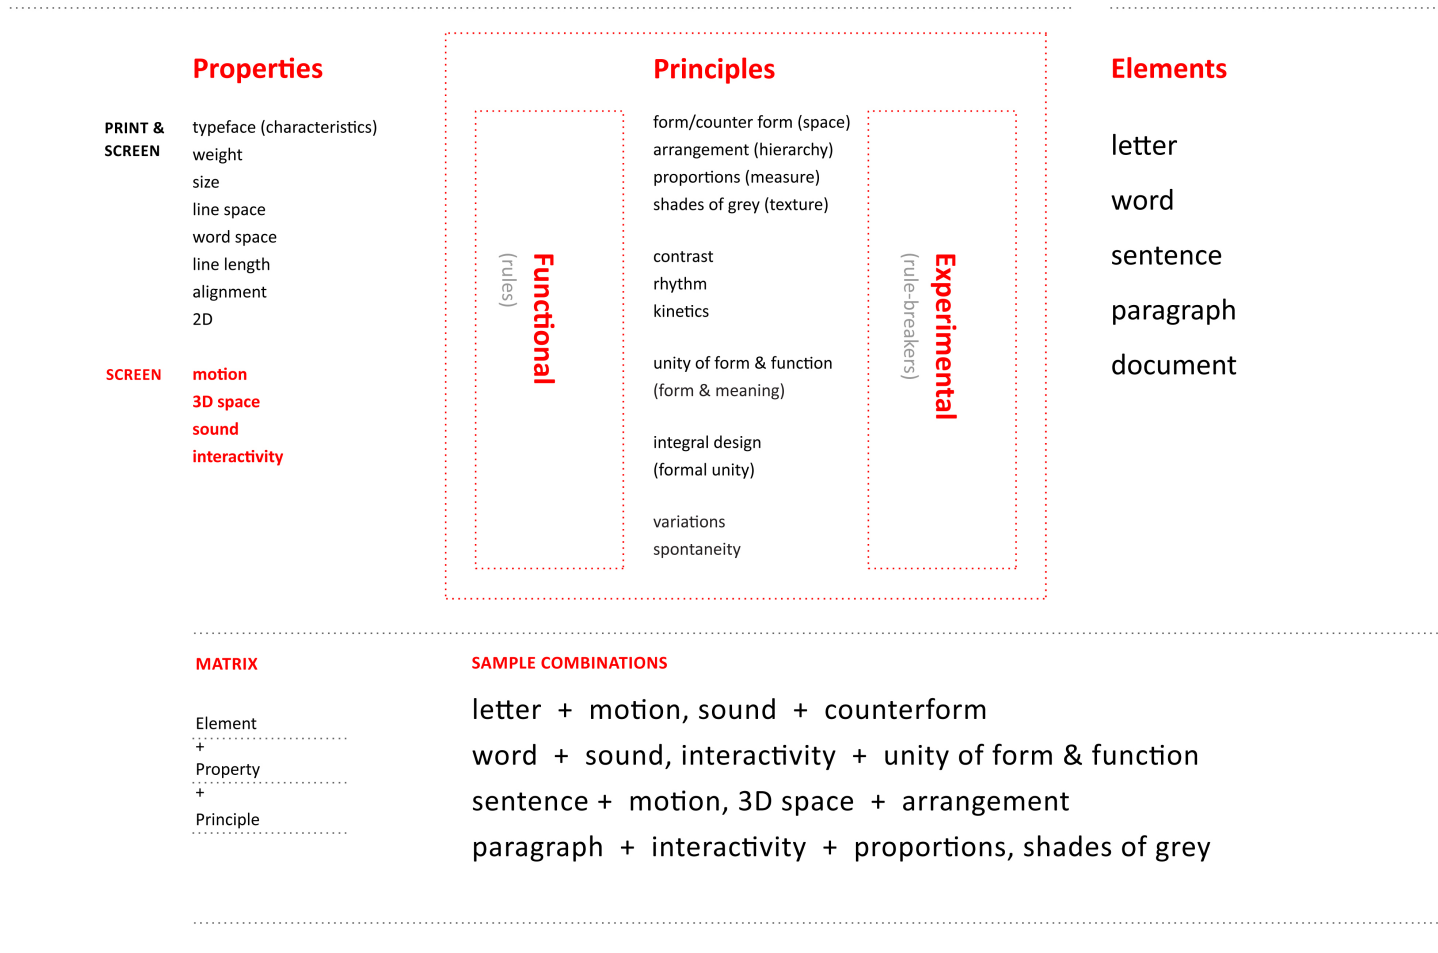 Properties
PRINT &
SCREEN
typeface (characteristics)
weight
size
line space
word space
line length
alignment
2D
SCREEN
motion
3D space
sound
interactivity
Principles
Functional
(rules)
form/counter form (space)
arrangement (hierarchy)
proportions (measure)
shades of grey (texture)
contrast
rhythm
kinetics
unity of form & function
(form & meaning)
integral design
(formal unity)
variations
spontaneity
Experimental
(rule-breakers)
Elements
letter
word
sentence
paragraph
document
MATRIX
Element
+
Property
+
Principle
SAMPLE COMBINATIONS
letter + motion, sound + counterform
word + sound, interactivity + unity of form & function
sentence + motion, 3D space + arrangement
paragraph + interactivity + proportions, shades of grey